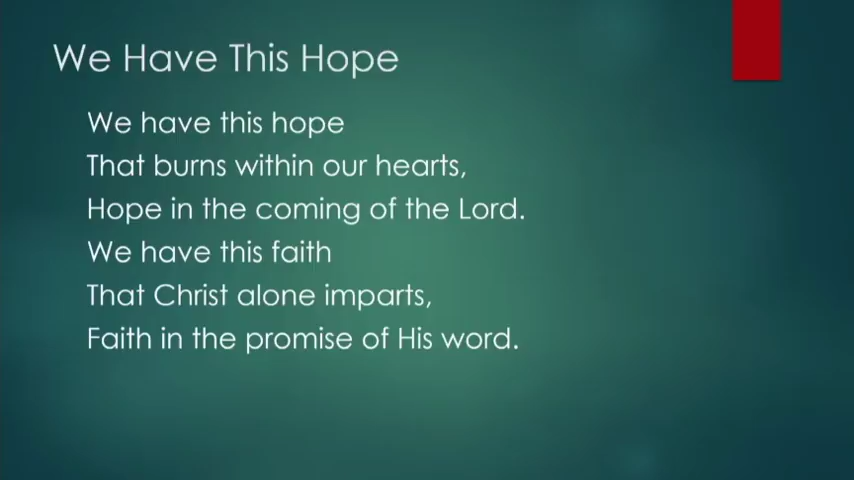 We Have This Hope
We have this hope
That burns within our hearts,
Hope in the coming of the Lord.
We have this faith
That Christ alone imparts,
Faith in the promise of His word.